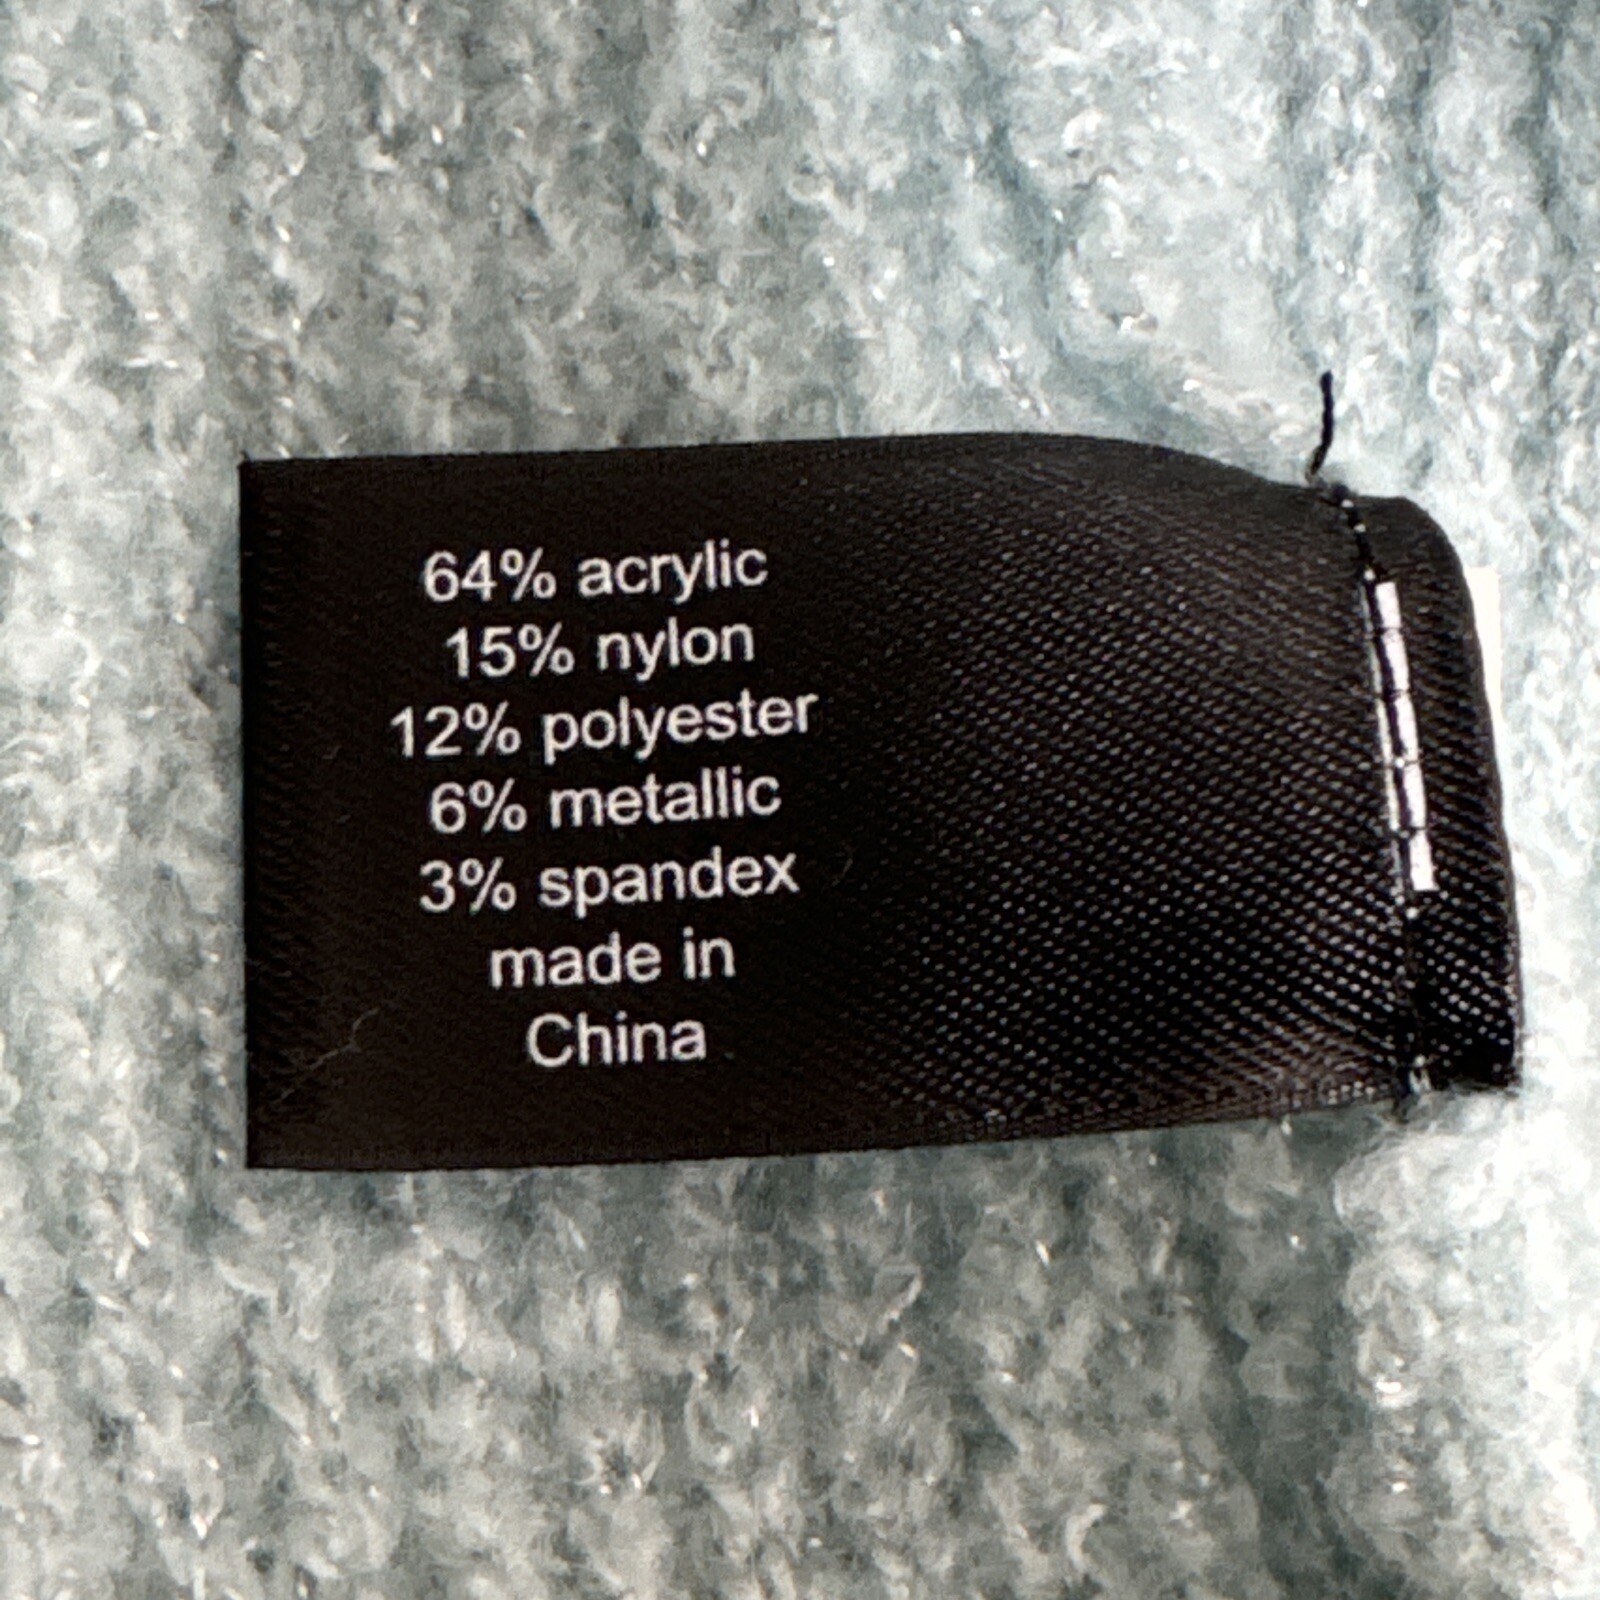 64% acrylic
15% nylon
12% polyester
6% metallic
3% spandex
made in
China